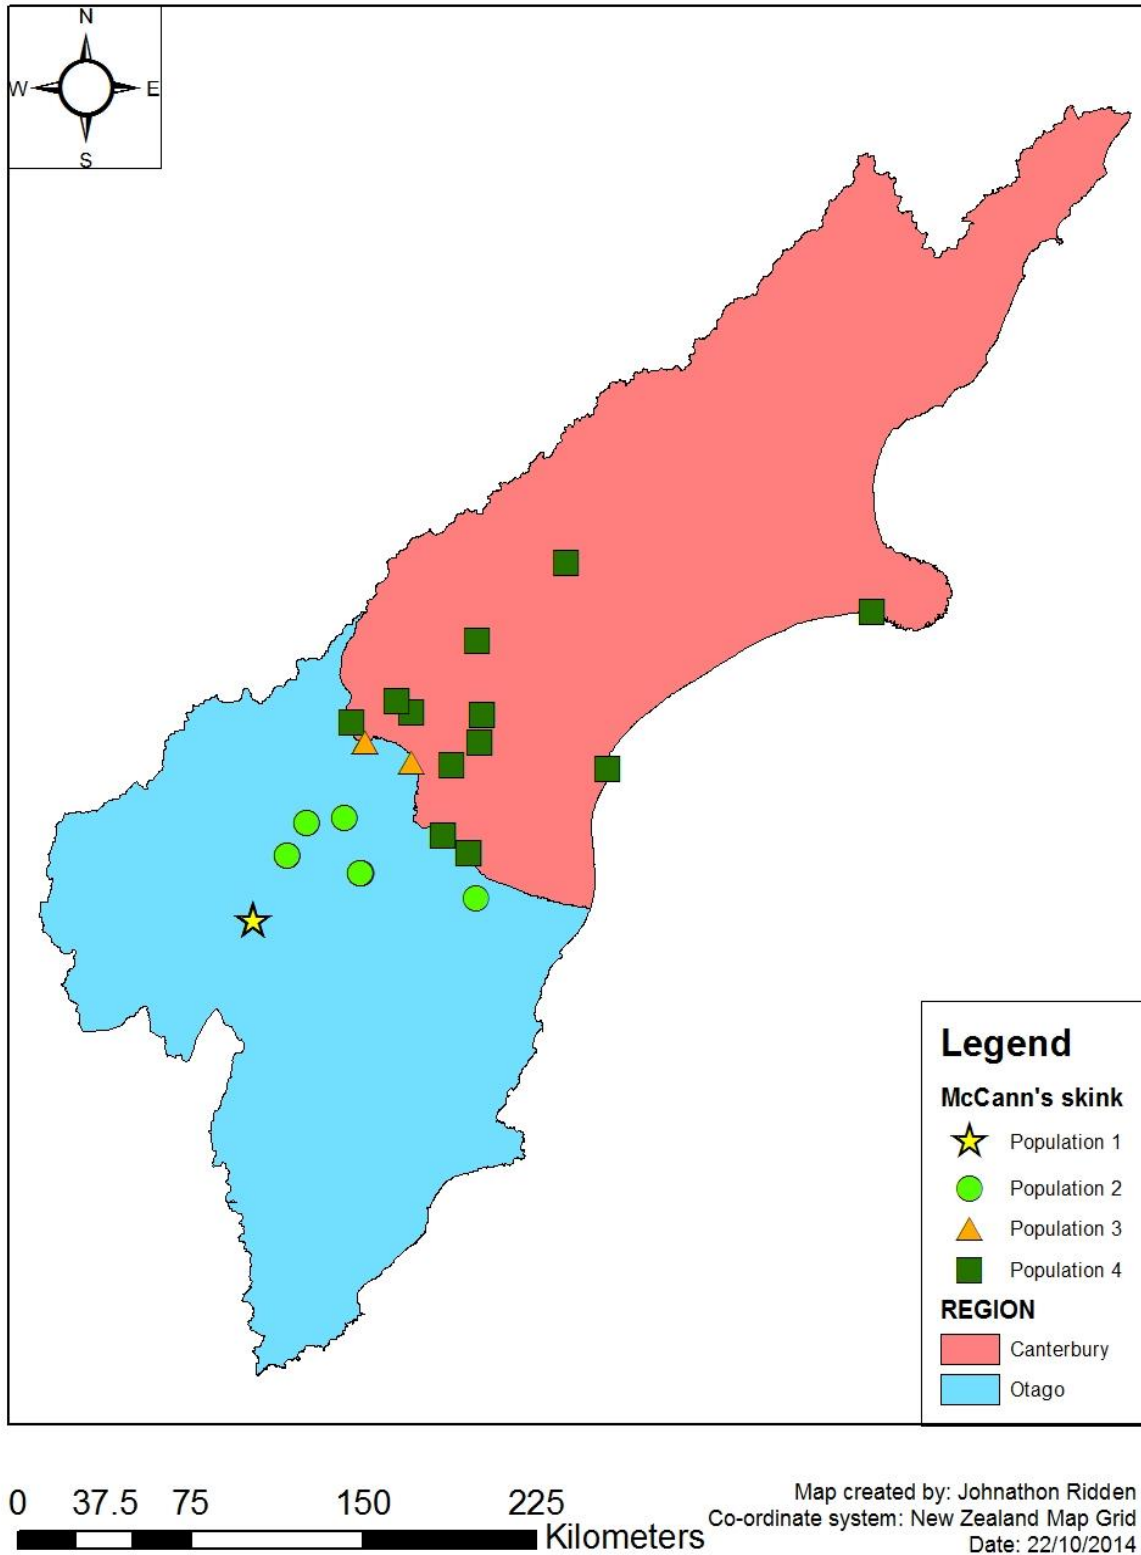 N
W E
S
Legend
McCann's skink
Population 1
Population 2
Population 3
Population 4
REGION
Canterbury
Otago
0 37.5 75 150 225
Kilometers
Map created by: Johnathon Ridden
Co-ordinate system: New Zealand Map Grid
Date: 22/10/2014